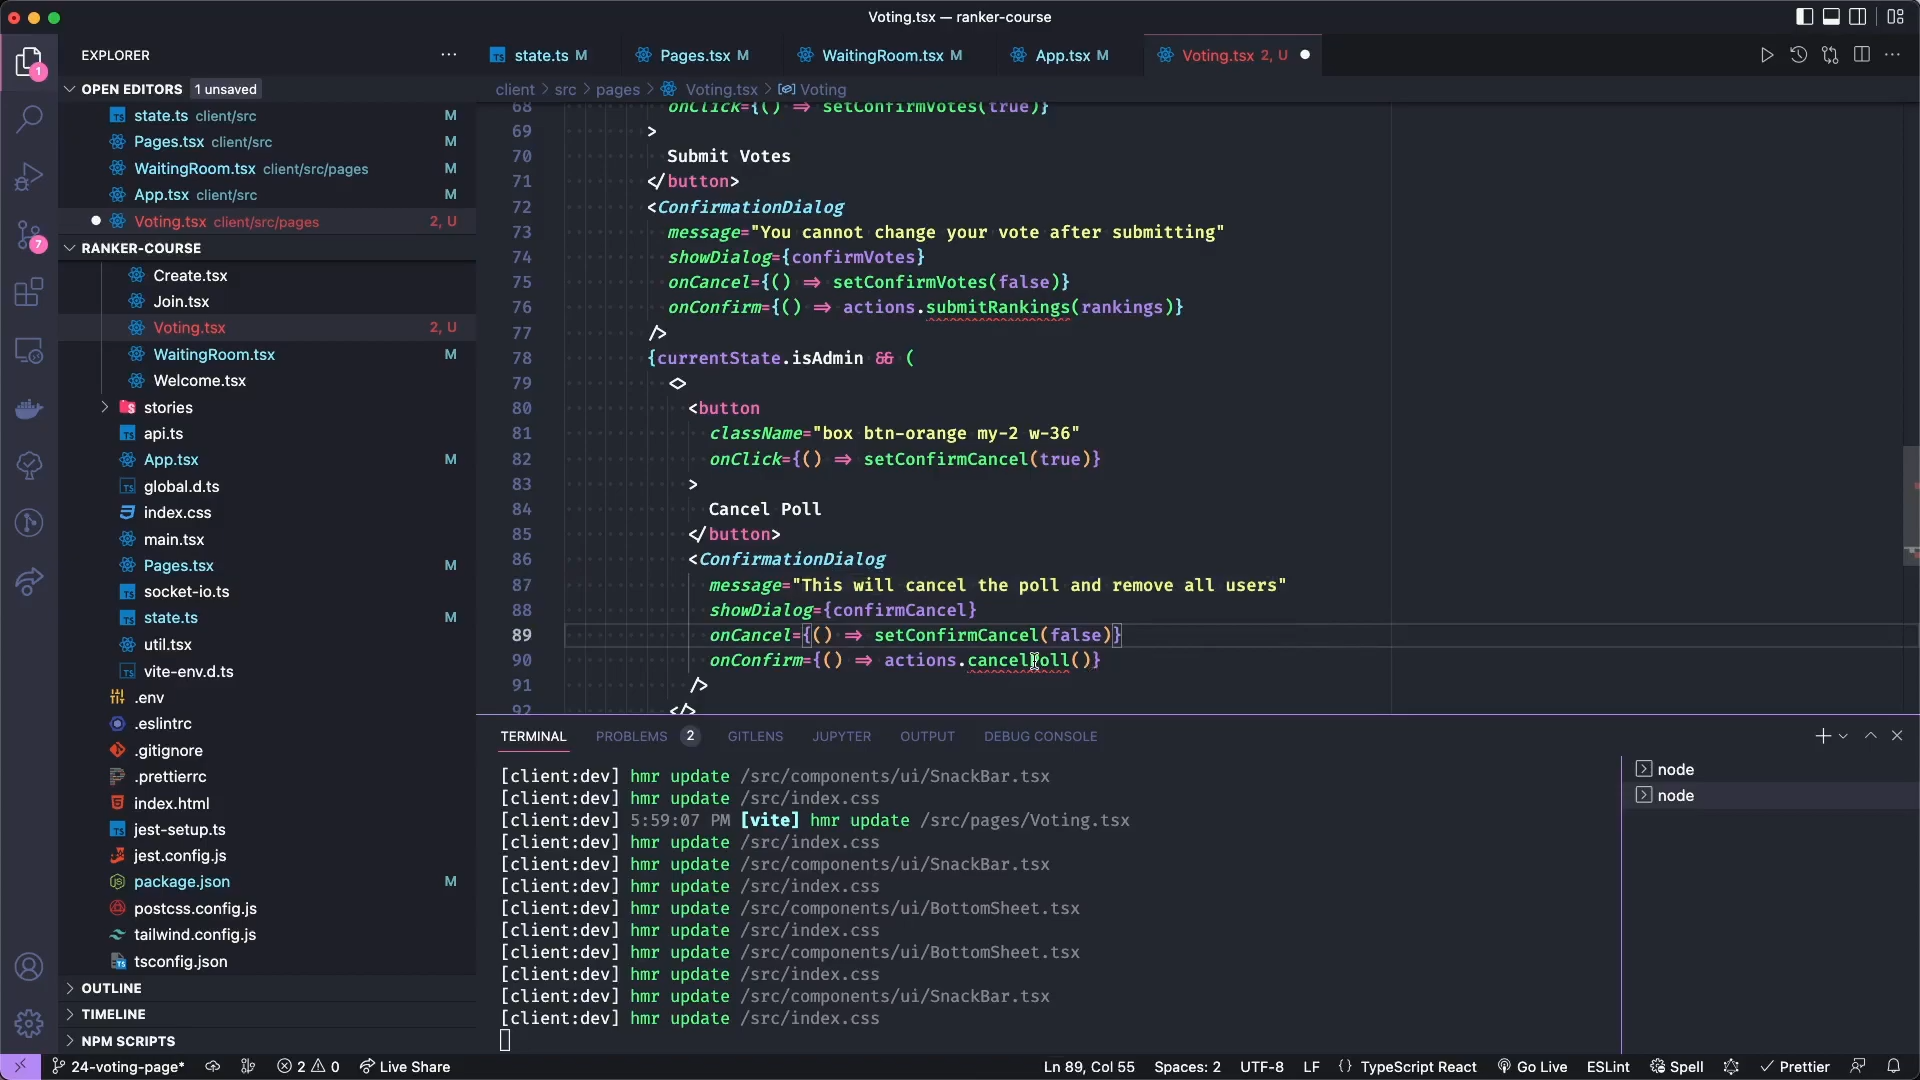 Voting.tsx — ranker-course
EXPLORER
OPEN EDITORS 1 unsaved
state.ts client/src M
Pages.tsx client/src M
WaitingRoom.tsx client/src/pages M
App.tsx client/src M
Voting.tsx client/src/pages 2, U
RANKER-COURSE
Create.tsx
Join.tsx
Voting.tsx 2, U
WaitingRoom.tsx M
Welcome.tsx
stories
api.ts
App.tsx M
global.d.ts
index.css
main.tsx
Pages.tsx M
socket-io.ts
state.ts M
util.tsx
vite-env.d.ts
.env
.eslintrc
.gitignore
.prettierrc
index.html
jest-setup.ts
jest.config.js
package.json M
postcss.config.js
tailwind.config.js
tsconfig.json
OUTLINE
TIMELINE
NPM SCRIPTS
1
7
state.ts M Pages.tsx M WaitingRoom.tsx M App.tsx M Voting.tsx 2, U
client > src > pages > Voting.tsx > Voting
68 onClick={() ⇒ setConfirmVotes(true)}
69 >
70 Submit Votes
71 </button>
72 <ConfirmationDialog
73 message="You cannot change your vote after submitting"
74 showDialog={confirmVotes}
75 onCancel={() ⇒ setConfirmVotes(false)}
76 onConfirm={() ⇒ actions.submitRankings(rankings)}
77 />
78 {currentState.isAdmin && (
79 <>
80 <button
81 className="box btn-orange my-2 w-36"
82 onClick={() ⇒ setConfirmCancel(true)}
83 >
84 Cancel Poll
85 </button>
86 <ConfirmationDialog
87 message="This will cancel the poll and remove all users"
88 showDialog={confirmCancel}
89 onCancel={() ⇒ setConfirmCancel(false)}
90 onConfirm={() ⇒ actions.cancelPoll()}
91 />
92 </>
TERMINAL PROBLEMS 2 GITLENS JUPYTER OUTPUT DEBUG CONSOLE
[client:dev] hmr update /src/components/ui/SnackBar.tsx
[client:dev] hmr update /src/index.css
[client:dev] 5:59:07 PM [vite] hmr update /src/pages/Voting.tsx
[client:dev] hmr update /src/index.css
[client:dev] hmr update /src/components/ui/SnackBar.tsx
[client:dev] hmr update /src/index.css
[client:dev] hmr update /src/components/ui/BottomSheet.tsx
[client:dev] hmr update /src/index.css
[client:dev] hmr update /src/components/ui/BottomSheet.tsx
[client:dev] hmr update /src/index.css
[client:dev] hmr update /src/components/ui/SnackBar.tsx
[client:dev] hmr update /src/index.css
node
node
24-voting-page* 2 0 Live Share Ln 89, Col 55 Spaces: 2 UTF-8 LF {} TypeScript React Go Live ESLint Spell Prettier